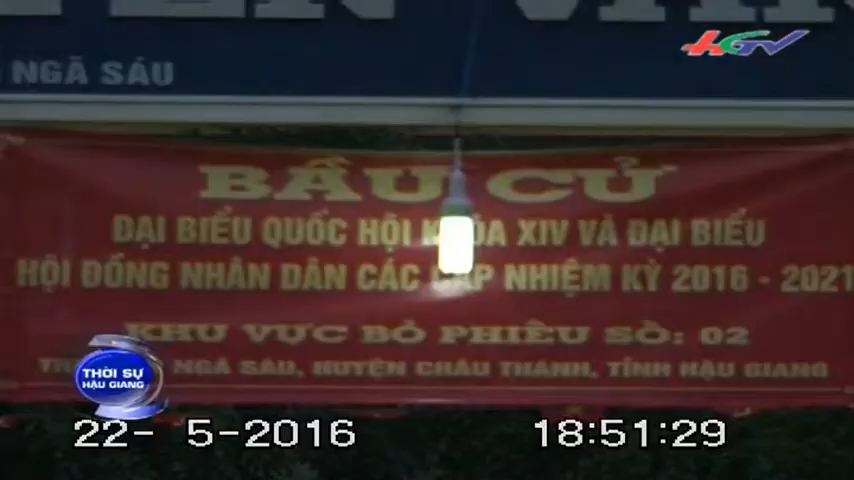 HGV
NGÃ SÁU
BẦU CỬ
ĐẠI BIỂU QUỐC HỘI KHÓA XIV VÀ ĐẠI BIỂU
HỘI ĐỒNG NHÂN DÂN CÁC CẤP NHIỆM KỲ 2016 - 2021
KHU VỰC BỎ PHIẾU SỐ: 02
NGÃ SÁU, HUYỆN CHÂU THÀNH, TỈNH HẬU GIANG
THỜI SỰ
HẬU GIANG
22- 5-2016 18:51:29